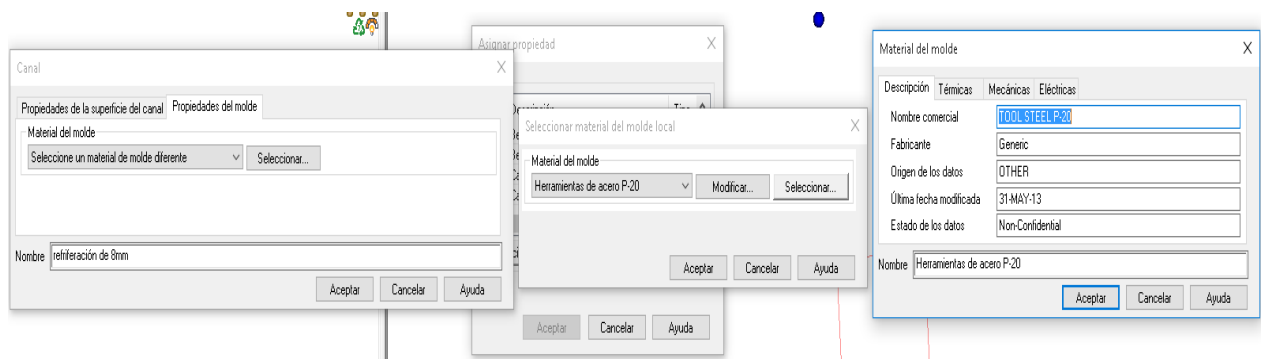 Canal
Propiedades de la superficie del canal Propiedades del molde
Material del molde
Seleccione un material de molde diferente Seleccionar...
Nombre refriferación de 8mm
Aceptar Cancelar Ayuda
Asignar propiedad
Aceptar Cancelar Ayuda
Seleccionar material del molde local
Material del molde
Herramientas de acero P-20 Modificar... Seleccionar...
Aceptar Cancelar Ayuda
Material del molde
Descripción Térmicas Mecánicas Eléctricas
Nombre comercial TOOL STEEL P-20
Fabricante Generic
Origen de los datos OTHER
Última fecha modificada 31-MAY-13
Estado de los datos Non-Confidential
Nombre Herramientas de acero P-20
Aceptar Cancelar Ayuda